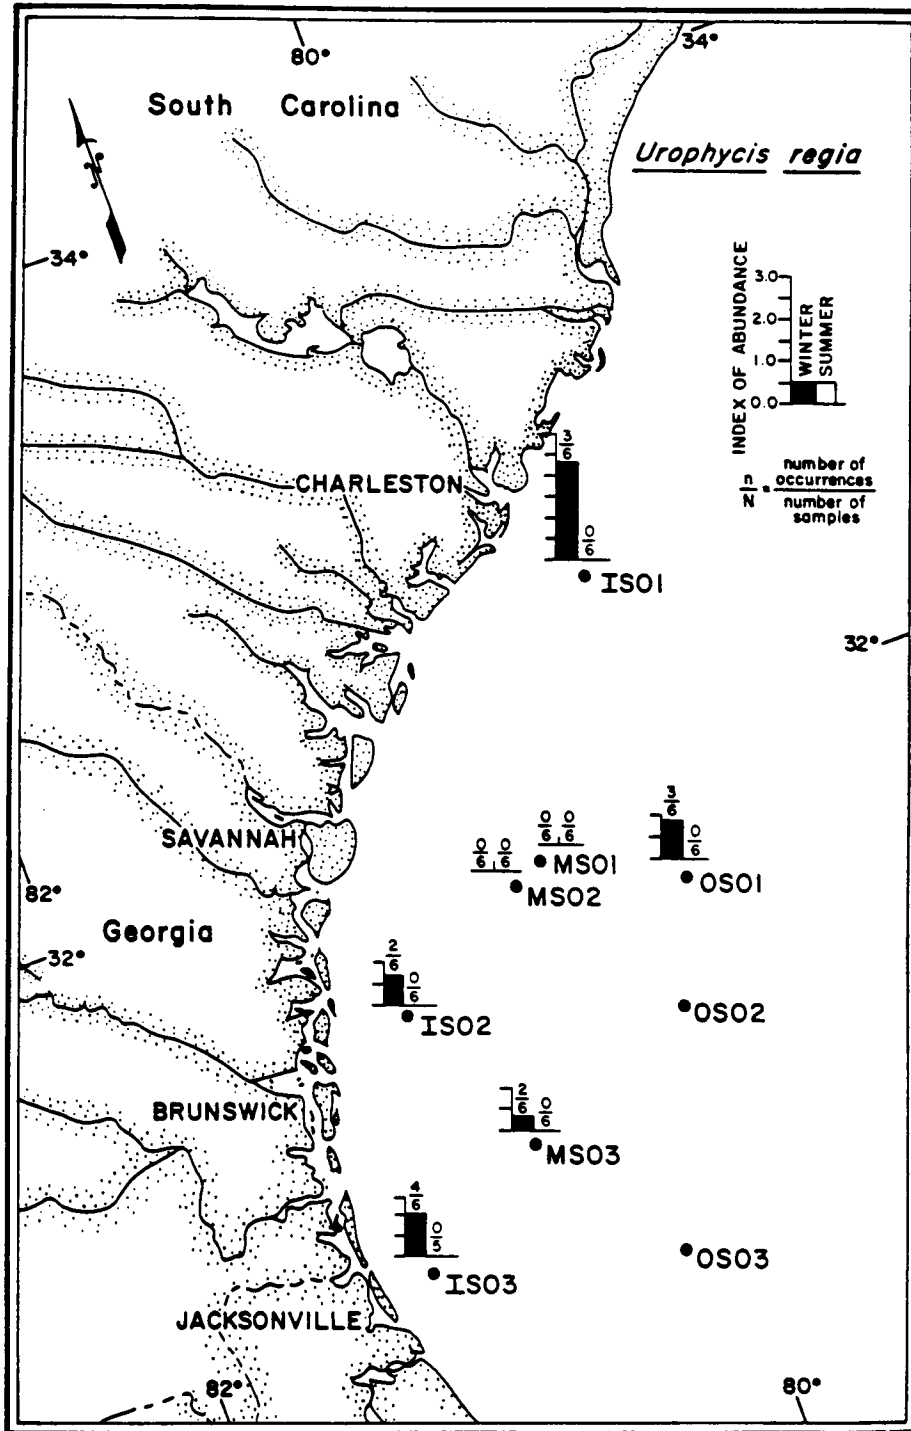 80°
34°
South Carolina
N
Urophycis regia
34°
INDEX OF ABUNDANCE
3.0
2.0
1.0
0.0
WINTER
SUMMER
n/N = number of occurrences / number of samples
CHARLESTON
3/6
0/6
IS01
32°
SAVANNAH
0/6 0/6
MS01
0/6 0/6
MS02
3/6
0/6
OS01
82°
Georgia
32°
2/6
0/6
IS02
OS02
BRUNSWICK
2/6
0/6
MS03
4/6
0/5
IS03
OS03
JACKSONVILLE
82°
80°